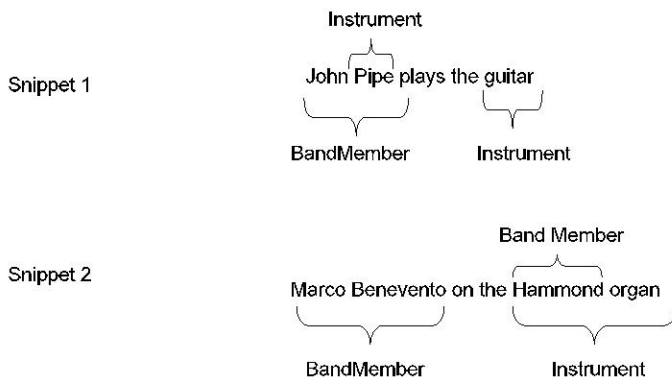 Instrument
Snippet 1
John Pipe plays the guitar
BandMember
Instrument
Band Member
Snippet 2
Marco Benevento on the Hammond organ
BandMember
Instrument